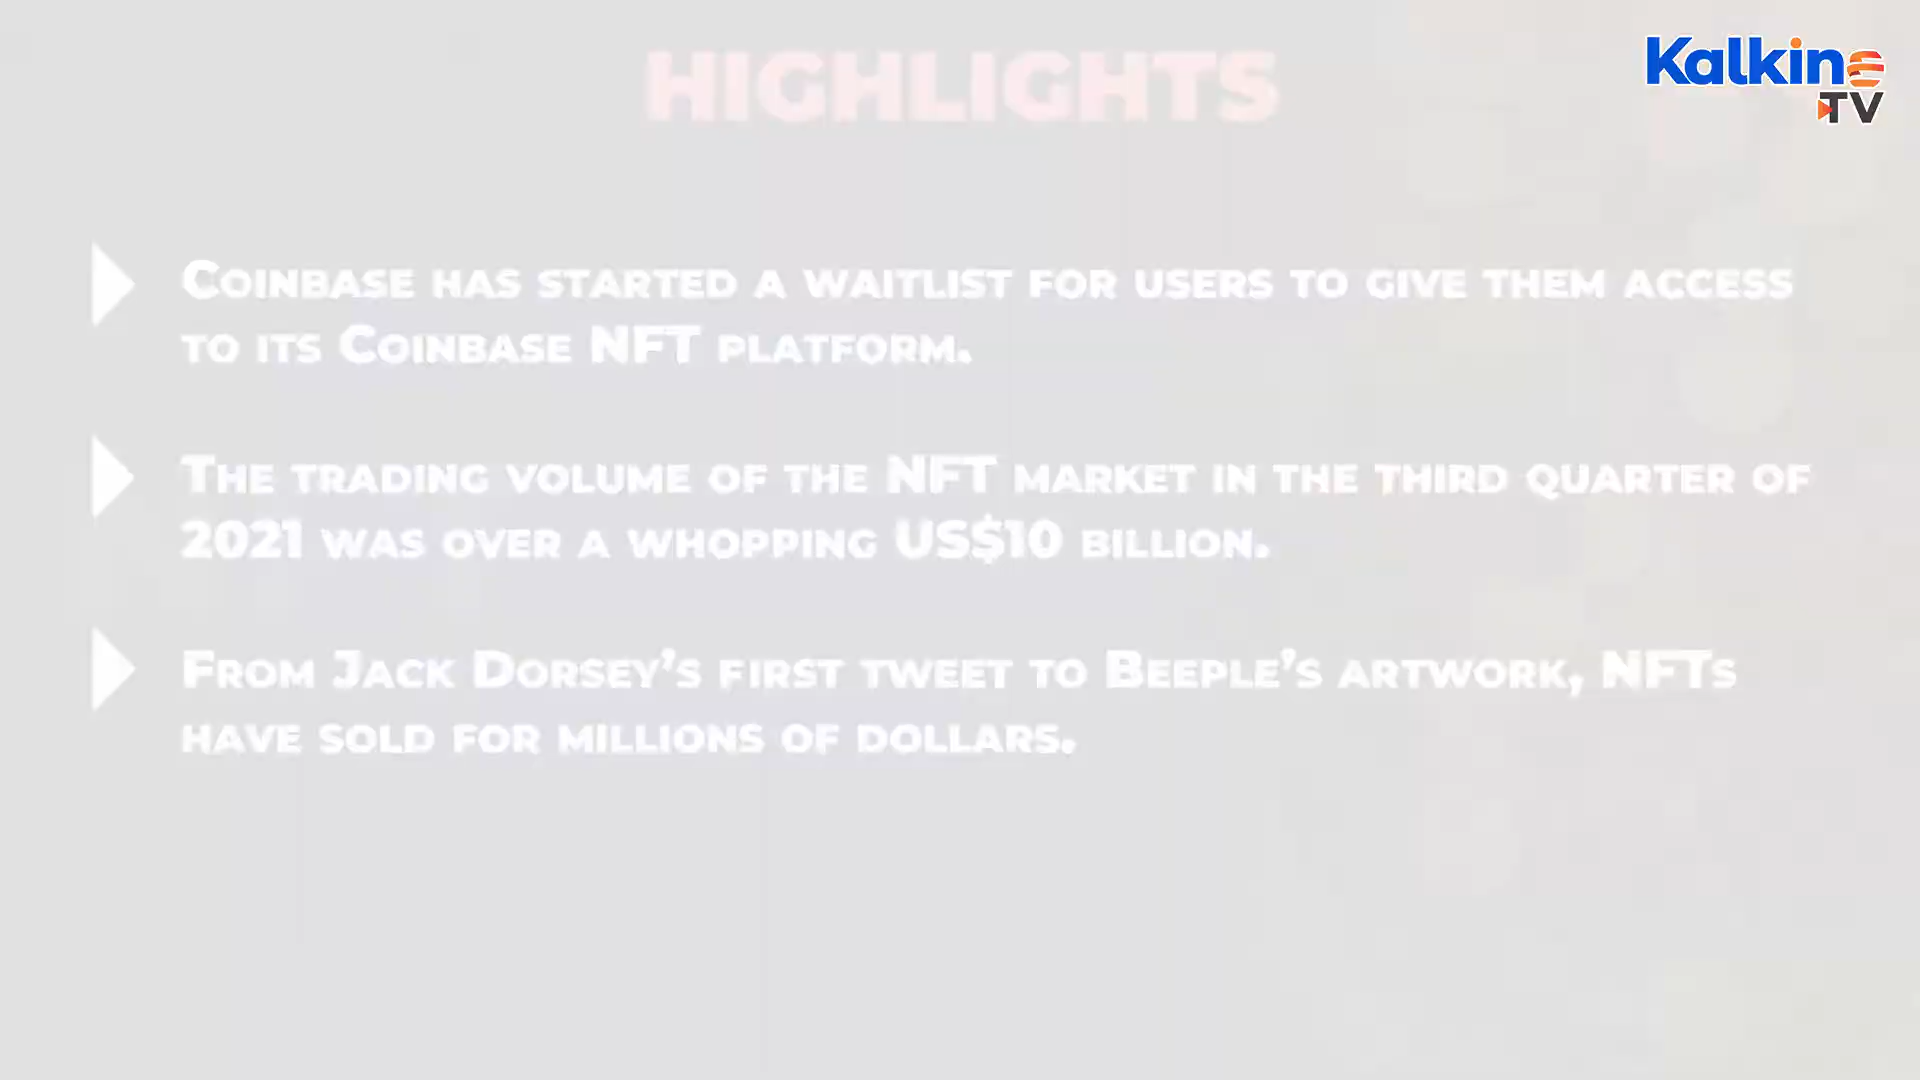 HIGHLIGHTS
Kalkine
TV
Coinbase has started a waitlist for users to give them access
to its Coinbase NFT platform.
The trading volume of the NFT market in the third quarter of
2021 was over a whopping US$10 billion.
From Jack Dorsey’s first tweet to Beeple’s artwork, NFTs
have sold for millions of dollars.